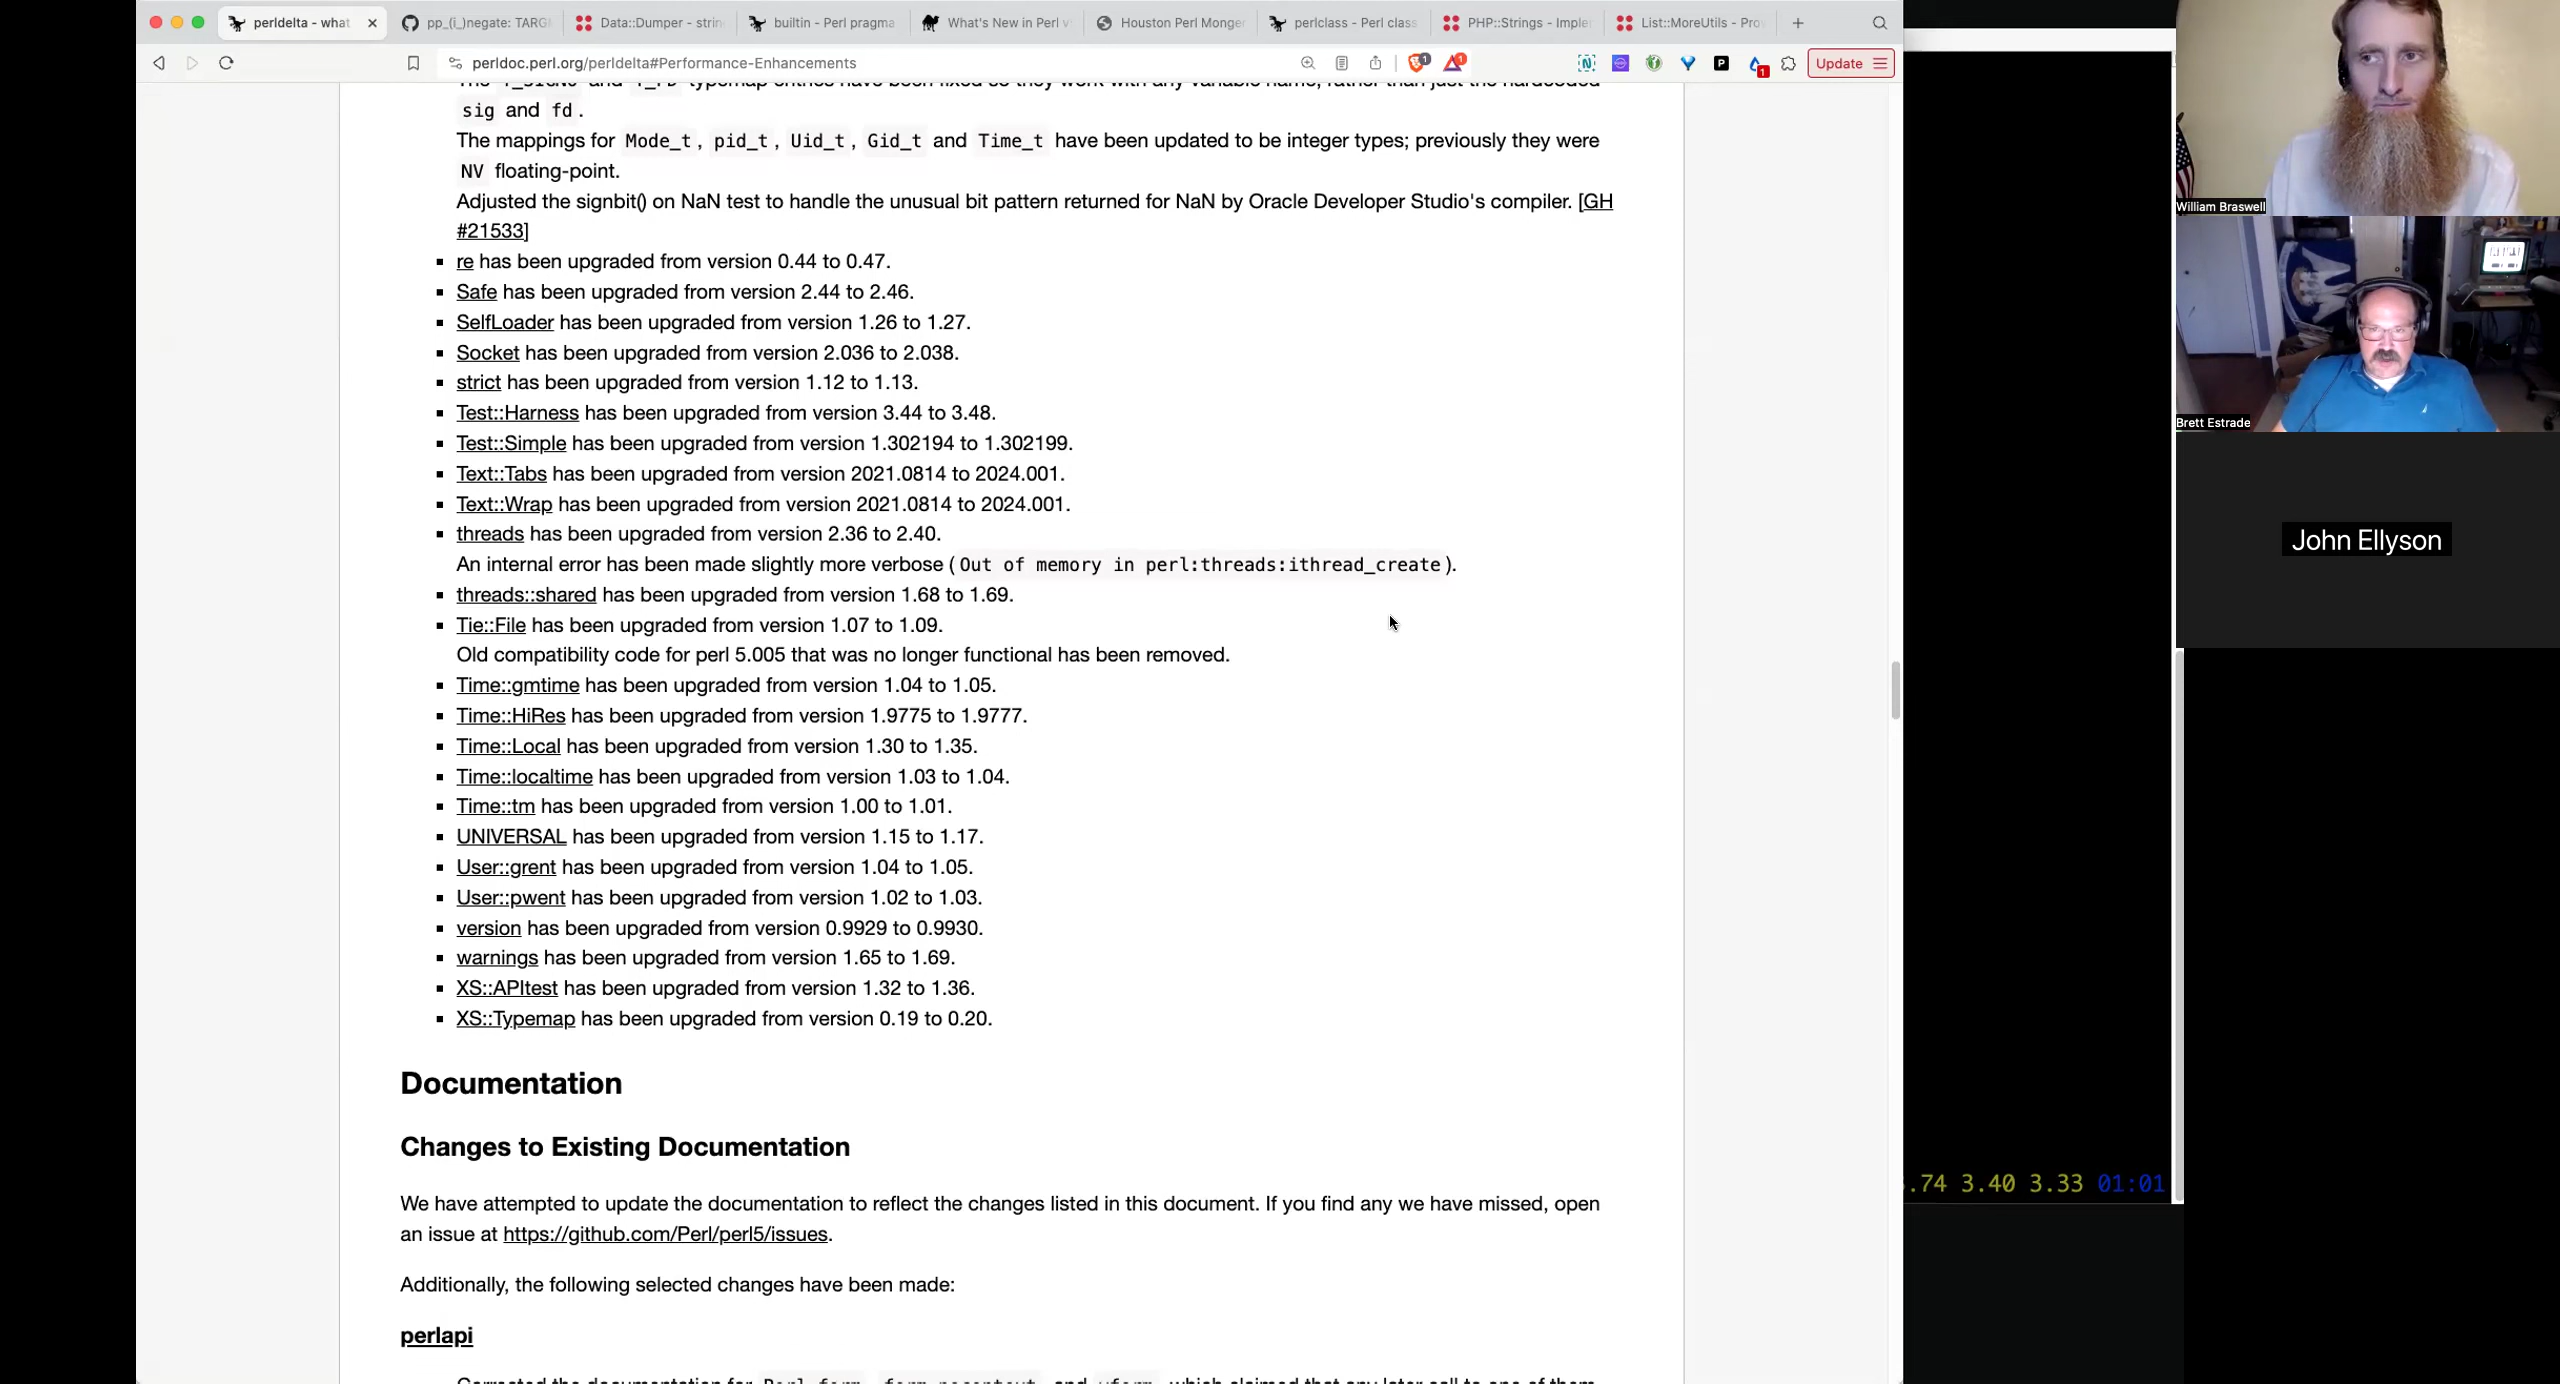 perldelta - what
pp_(i_)negate: TARG
Data::Dumper - strin
builtin - Perl pragma
What's New in Perl v
Houston Perl Monger
perlclass - Perl class
PHP::Strings - Imple
List::MoreUtils - Pro
perldoc.perl.org/perldelta#Performance-Enhancements
Update
sig and fd.
The mappings for Mode_t, pid_t, Uid_t, Gid_t and Time_t have been updated to be integer types; previously they were
NV floating-point.
Adjusted the signbit() on NaN test to handle the unusual bit pattern returned for NaN by Oracle Developer Studio's compiler. [GH
#21533]
re has been upgraded from version 0.44 to 0.47.
Safe has been upgraded from version 2.44 to 2.46.
SelfLoader has been upgraded from version 1.26 to 1.27.
Socket has been upgraded from version 2.036 to 2.038.
strict has been upgraded from version 1.12 to 1.13.
Test::Harness has been upgraded from version 3.44 to 3.48.
Test::Simple has been upgraded from version 1.302194 to 1.302199.
Text::Tabs has been upgraded from version 2021.0814 to 2024.001.
Text::Wrap has been upgraded from version 2021.0814 to 2024.001.
threads has been upgraded from version 2.36 to 2.40.
An internal error has been made slightly more verbose (Out of memory in perl:threads:ithread_create).
threads::shared has been upgraded from version 1.68 to 1.69.
Tie::File has been upgraded from version 1.07 to 1.09.
Old compatibility code for perl 5.005 that was no longer functional has been removed.
Time::gmtime has been upgraded from version 1.04 to 1.05.
Time::HiRes has been upgraded from version 1.9775 to 1.9777.
Time::Local has been upgraded from version 1.30 to 1.35.
Time::localtime has been upgraded from version 1.03 to 1.04.
Time::tm has been upgraded from version 1.00 to 1.01.
UNIVERSAL has been upgraded from version 1.15 to 1.17.
User::grent has been upgraded from version 1.04 to 1.05.
User::pwent has been upgraded from version 1.02 to 1.03.
version has been upgraded from version 0.9929 to 0.9930.
warnings has been upgraded from version 1.65 to 1.69.
XS::APItest has been upgraded from version 1.32 to 1.36.
XS::Typemap has been upgraded from version 0.19 to 0.20.
Documentation
Changes to Existing Documentation
We have attempted to update the documentation to reflect the changes listed in this document. If you find any we have missed, open
an issue at https://github.com/Perl/perl5/issues.
Additionally, the following selected changes have been made:
perlapi
William Braswell
Brett Estrade
John Ellyson
.74 3.40 3.33 01:01